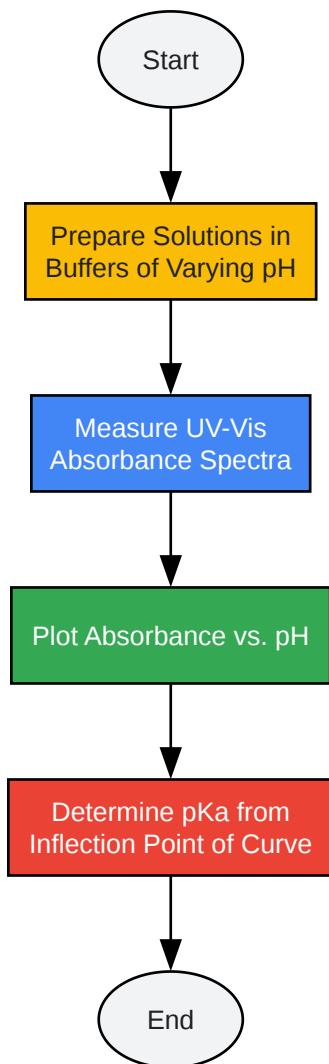 Start
Prepare Solutions in
Buffers of Varying pH
Measure UV-Vis
Absorbance Spectra
Plot Absorbance vs. pH
Determine pKa from
Inflection Point of Curve
End